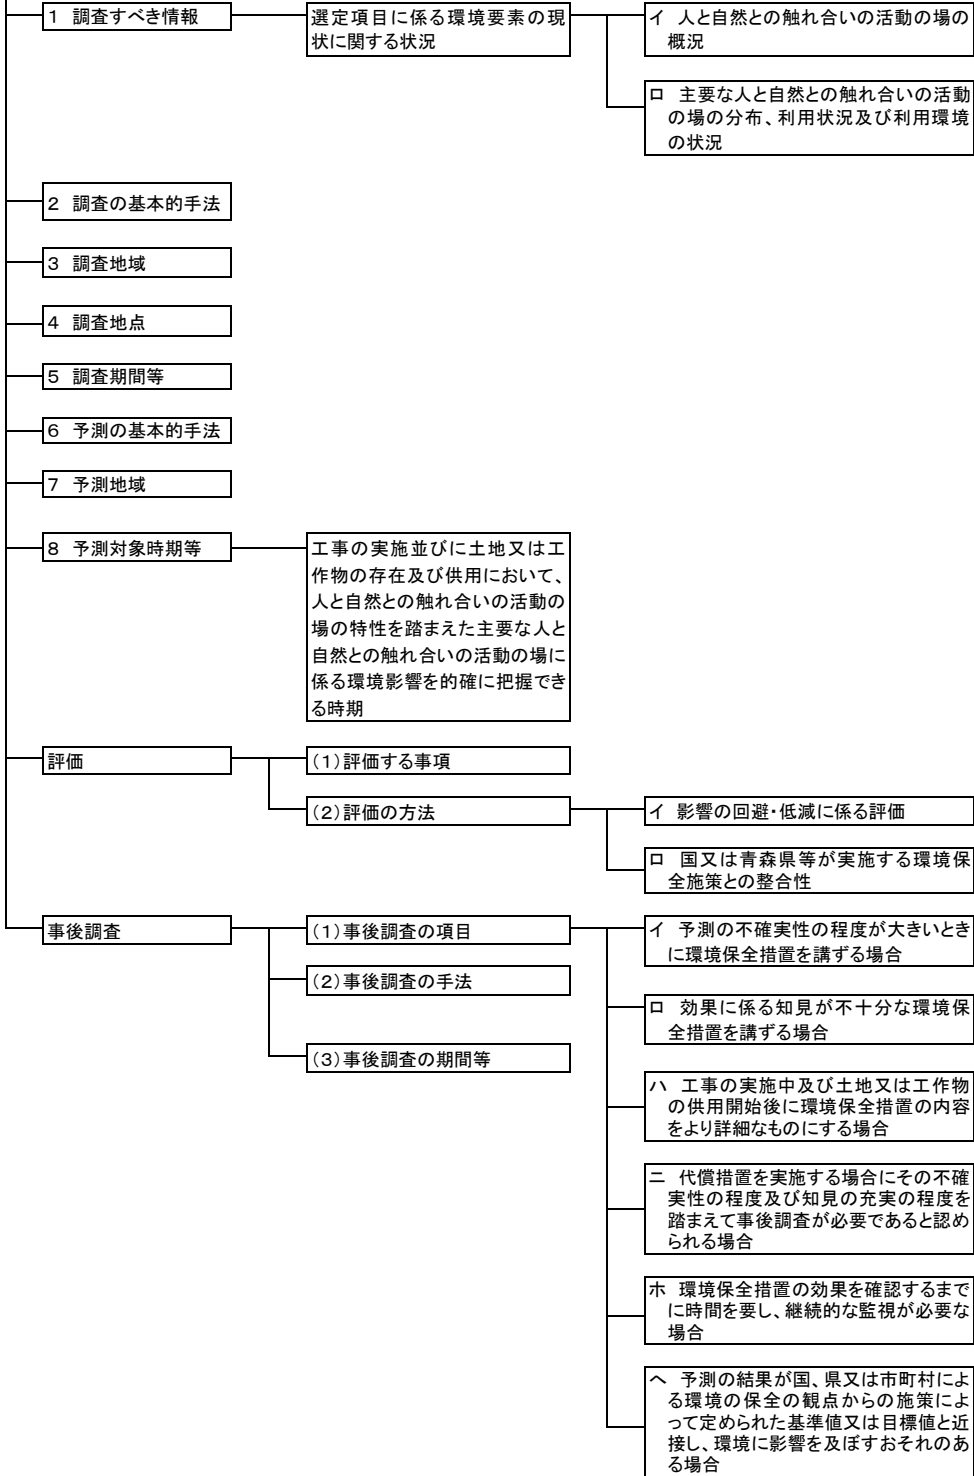 1 調査すべき情報
選定項目に係る環境要素の現
状に関する状況
イ 人と自然との触れ合いの活動の場の
概況
ロ 主要な人と自然との触れ合いの活動
の場の分布、利用状況及び利用環境
の状況
2 調査の基本的手法
3 調査地域
4 調査地点
5 調査期間等
6 予測の基本的手法
7 予測地域
8 予測対象時期等
工事の実施並びに土地又は工
作物の存在及び供用において、
人と自然との触れ合いの活動の
場の特性を踏まえた主要な人と
自然との触れ合いの活動の場に
係る環境影響を的確に把握でき
る時期
評価
(1)評価する事項
(2)評価の方法
イ 影響の回避・低減に係る評価
ロ 国又は青森県等が実施する環境保
全施策との整合性
事後調査
(1)事後調査の項目
(2)事後調査の手法
(3)事後調査の期間等
イ 予測の不確実性の程度が大きいとき
に環境保全措置を講ずる場合
ロ 効果に係る知見が不十分な環境保
全措置を講ずる場合
ハ 工事の実施中及び土地又は工作物
の供用開始後に環境保全措置の内容
をより詳細なものにする場合
ニ 代償措置を実施する場合にその不確
実性の程度及び知見の充実の程度を
踏まえて事後調査が必要であると認め
られる場合
ホ 環境保全措置の効果を確認するまで
に時間を要し、継続的な監視が必要な
場合
ヘ 予測の結果が国、県又は市町村によ
る環境の保全の観点からの施策によ
って定められた基準値又は目標値と近
接し、環境に影響を及ぼすおそれのあ
る場合